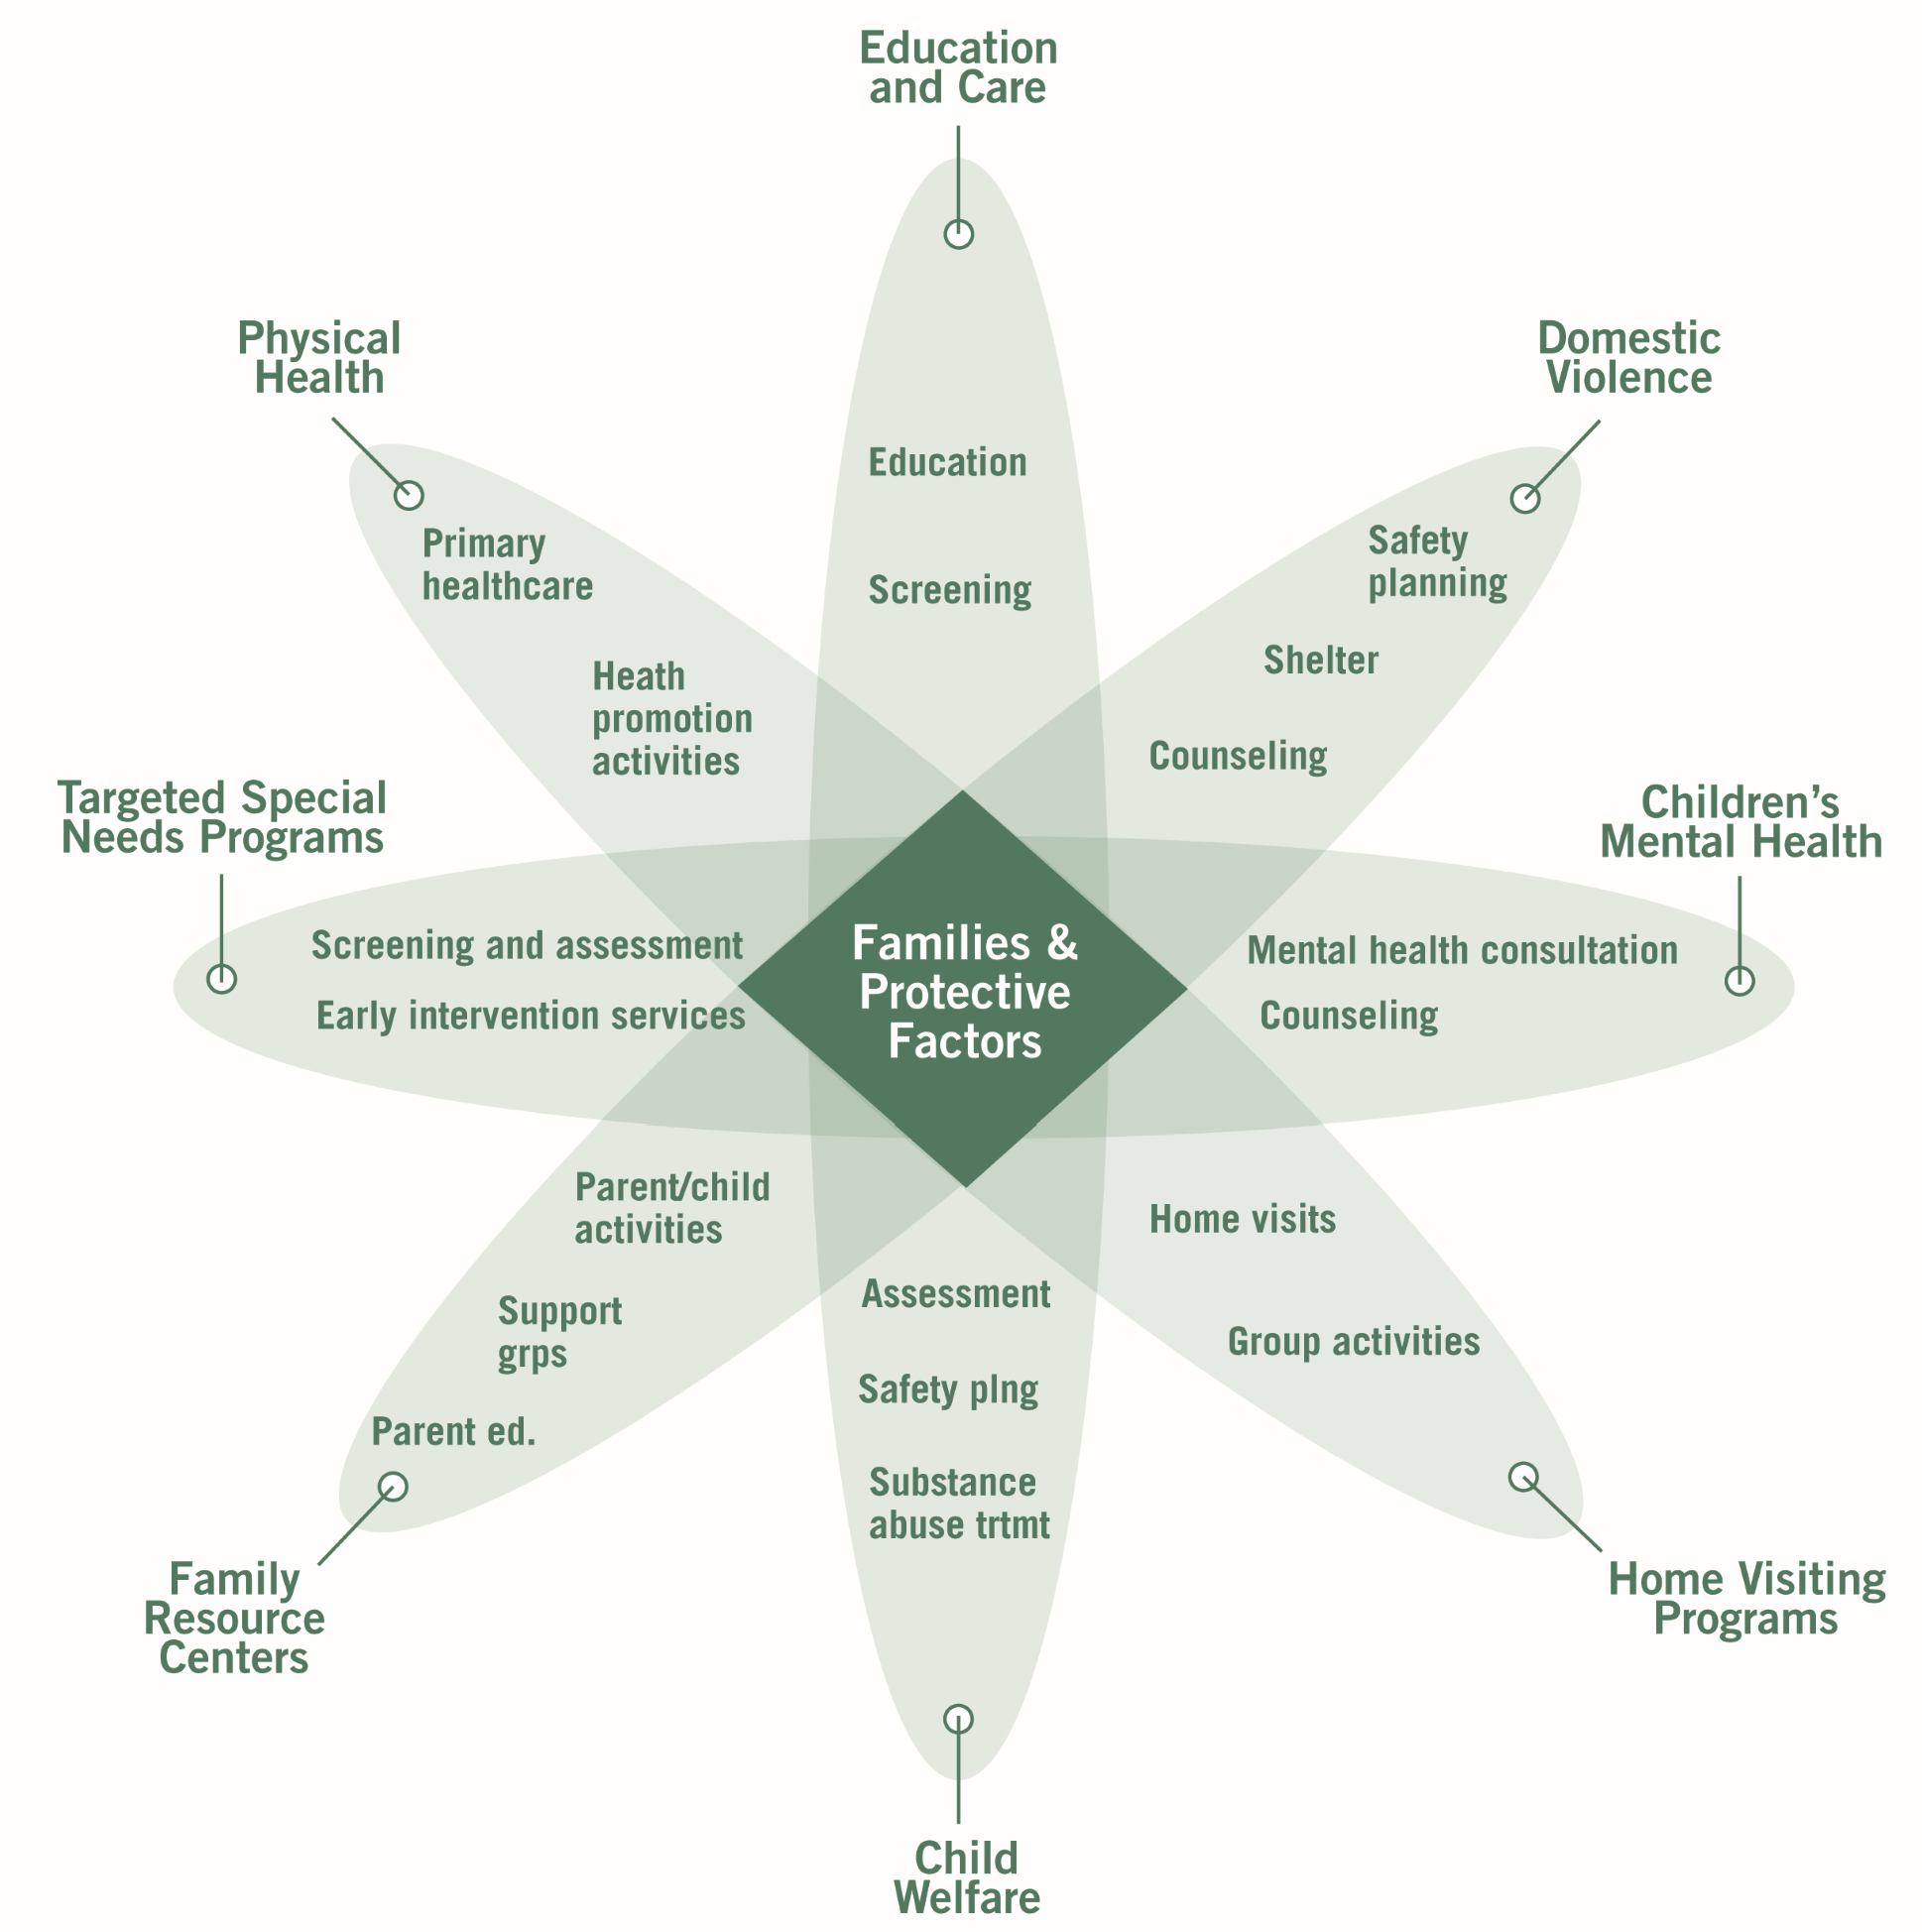 Education
and Care
Physical
Health
Domestic
Violence
Education
Screening
Primary
healthcare
Heath
promotion
activities
Safety
planning
Shelter
Counseling
Targeted Special
Needs Programs
Children’s
Mental Health
Screening and assessment
Early intervention services
Families &
Protective
Factors
Mental health consultation
Counseling
Parent/child
activities
Support
grps
Parent ed.
Assessment
Safety plng
Substance
abuse trtmt
Home visits
Group activities
Family
Resource
Centers
Home Visiting
Programs
Child
Welfare